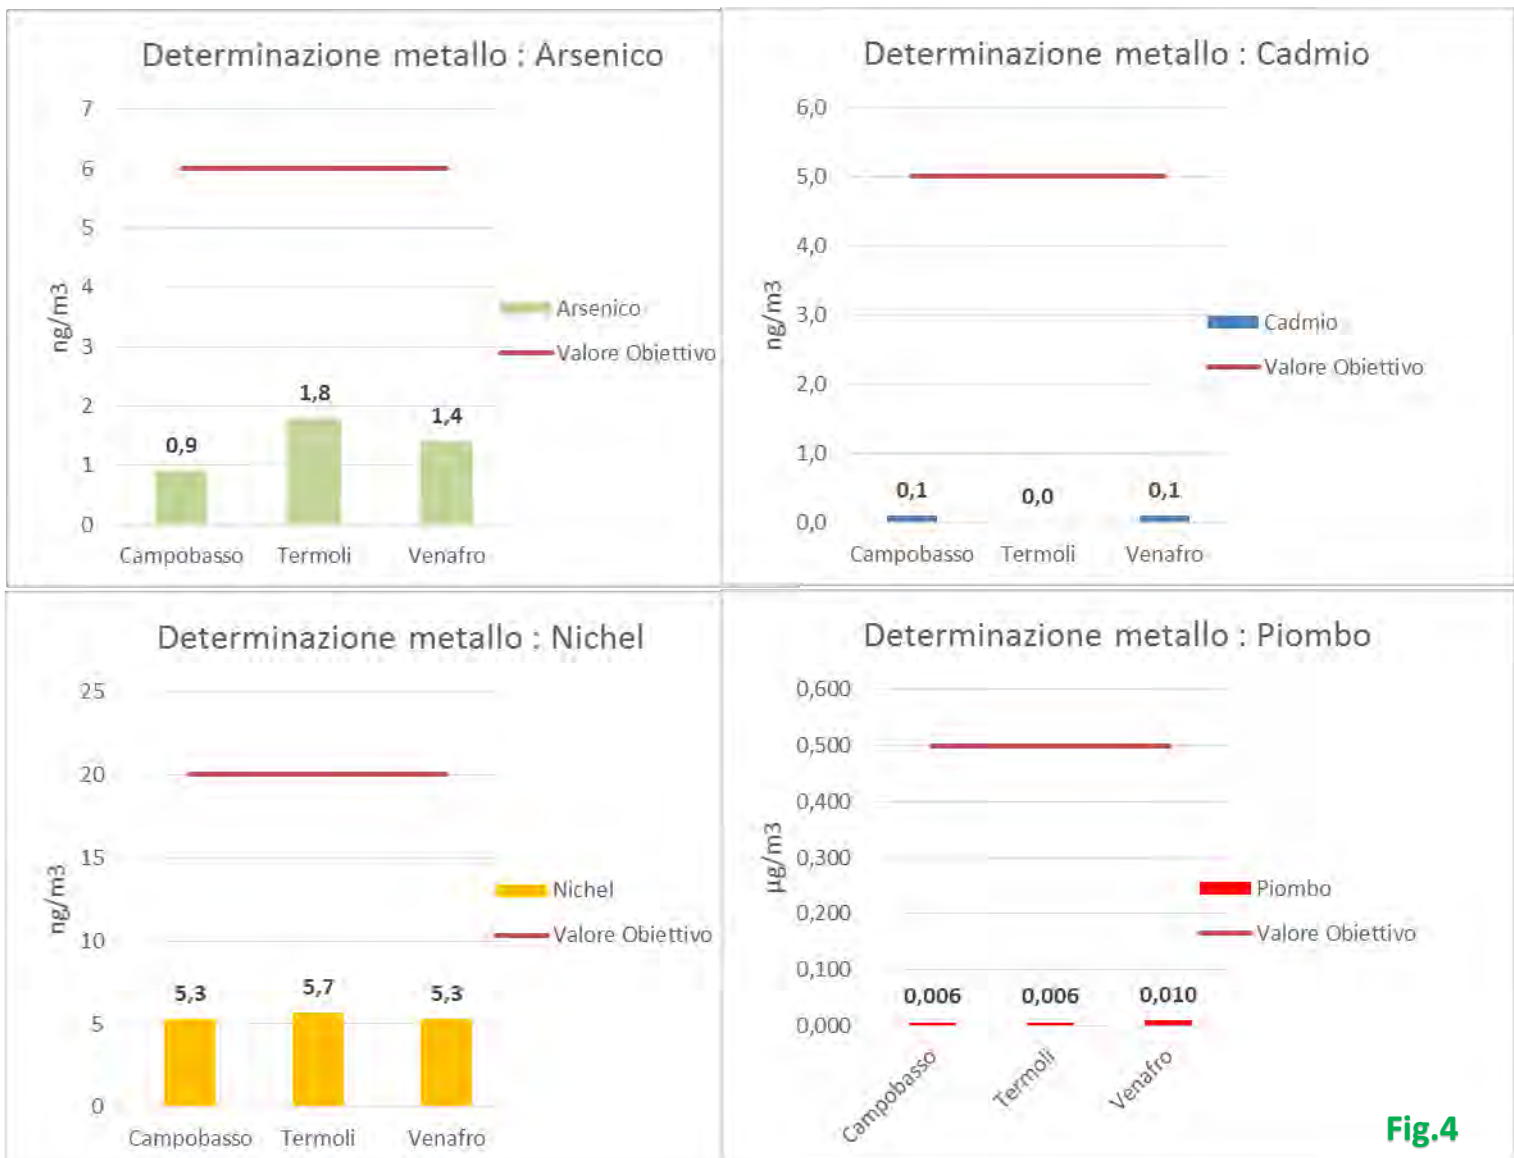 Determinazione metallo : Arsenico
7
6
5
4
3
2
1
0
ng/m3
0,9
1,8
1,4
Campobasso Termoli Venafro
Arsenico
Valore Obiettivo
Determinazione metallo : Cadmio
6,0
5,0
4,0
3,0
2,0
1,0
0,0
ng/m3
0,1
0,0
0,1
Campobasso Termoli Venafro
Cadmio
Valore Obiettivo
Determinazione metallo : Nichel
25
20
15
10
5
0
ng/m3
5,3
5,7
5,3
Campobasso Termoli Venafro
Nichel
Valore Obiettivo
Determinazione metallo : Piombo
0,600
0,500
0,400
0,300
0,200
0,100
0,000
µg/m3
0,006
0,006
0,010
Campobasso
Termoli
Venafro
Piombo
Valore Obiettivo
Fig.4